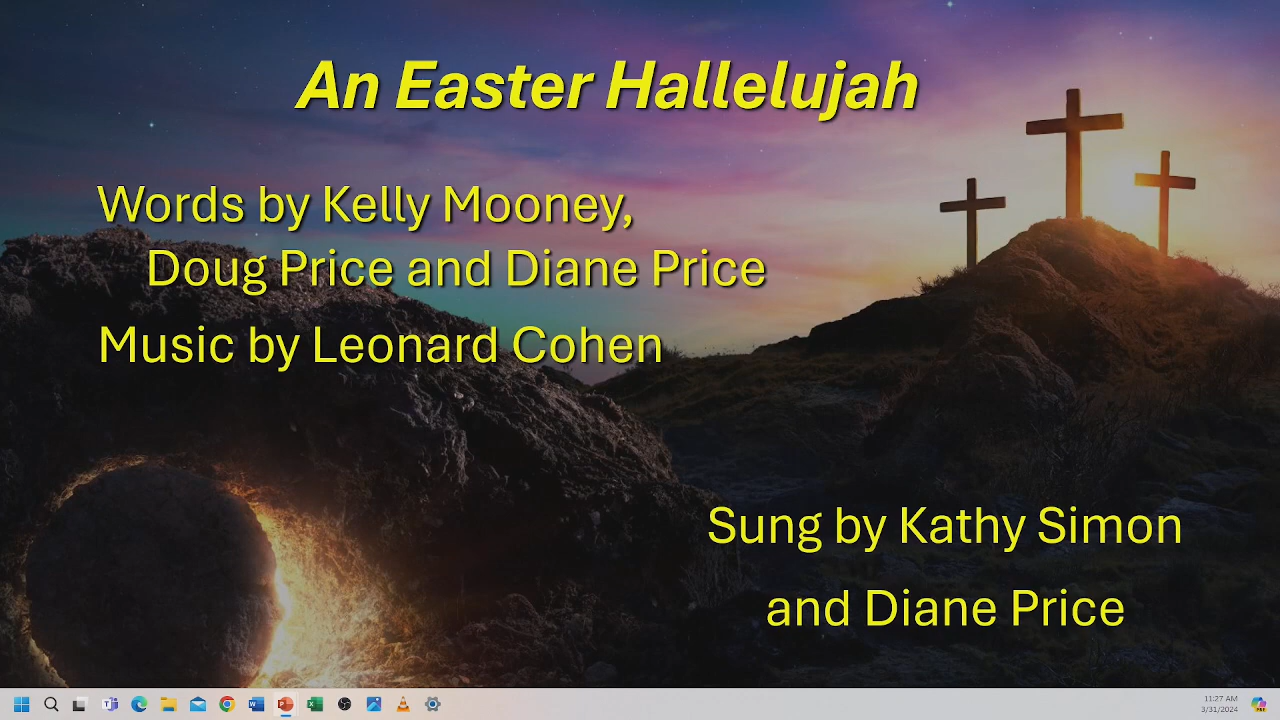 An Easter Hallelujah
Words by Kelly Mooney,
Doug Price and Diane Price
Music by Leonard Cohen
Sung by Kathy Simon
and Diane Price
11:27 AM
3/31/2024